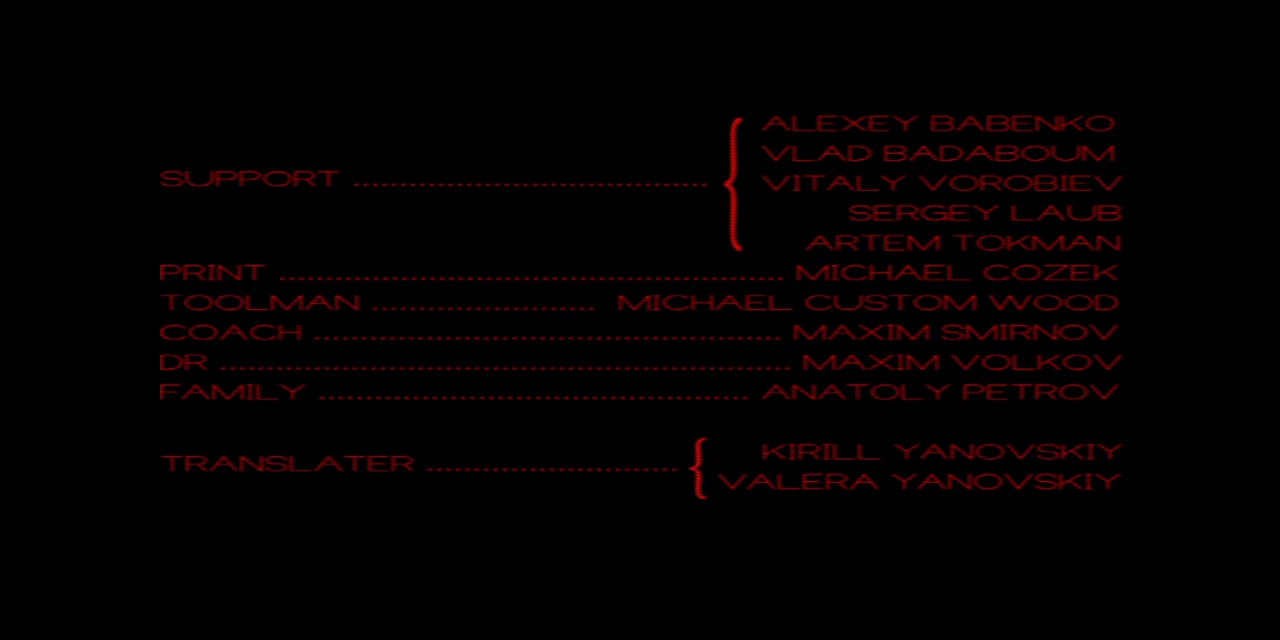 ALEXEY BABENKO
VLAD BADABOUM
SUPPORT ........................................ VITALY VOROBIEV
SERGEY LAUB
ARTEM TOKMAN
PRINT ........................................ MICHAEL COZEK
TOOLMAN ........................................ MICHAEL CUSTOM WOOD
COACH ........................................ MAXIM SMIRNOV
DR ........................................ MAXIM VOLKOV
FAMILY ........................................ ANATOLY PETROV
KIRILL YANOVSKIY
TRANSLATER ........................................ VALERA YANOVSKIY